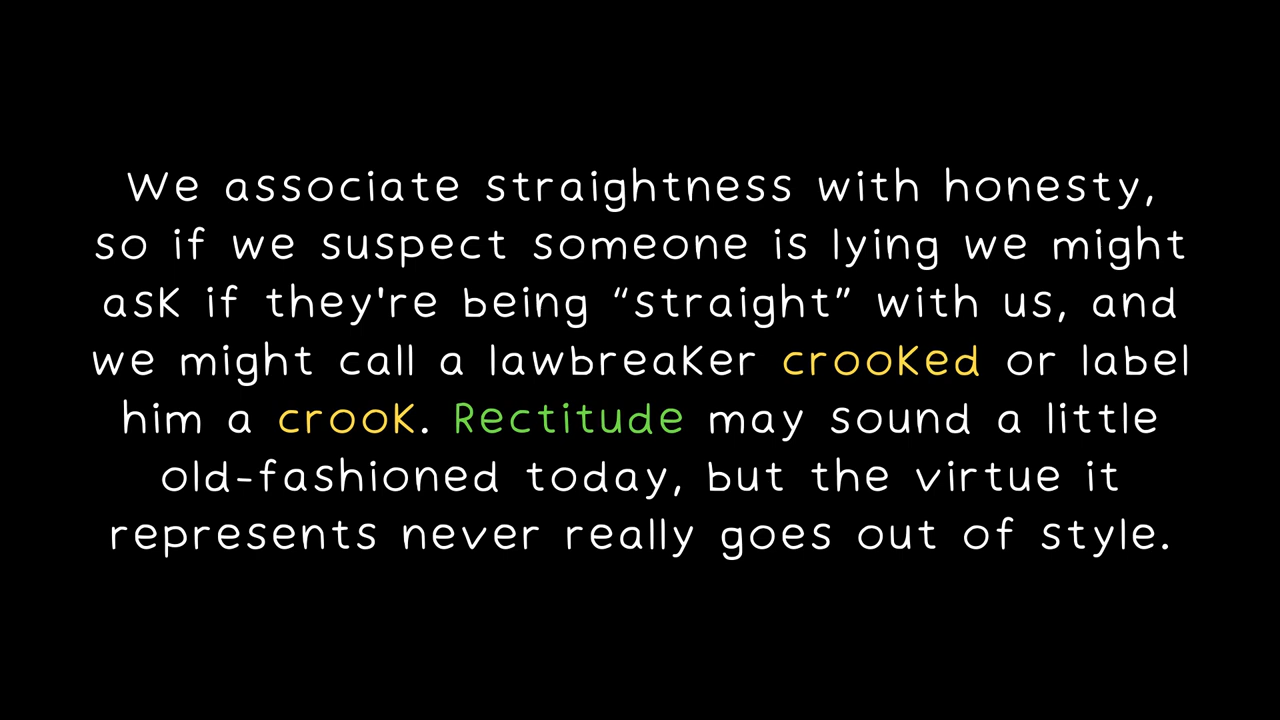 We associate straightness with honesty,
so if we suspect someone is lying we might
ask if they're being “straight” with us, and
we might call a lawbreaker crooked or label
him a crook. Rectitude may sound a little
old-fashioned today, but the virtue it
represents never really goes out of style.